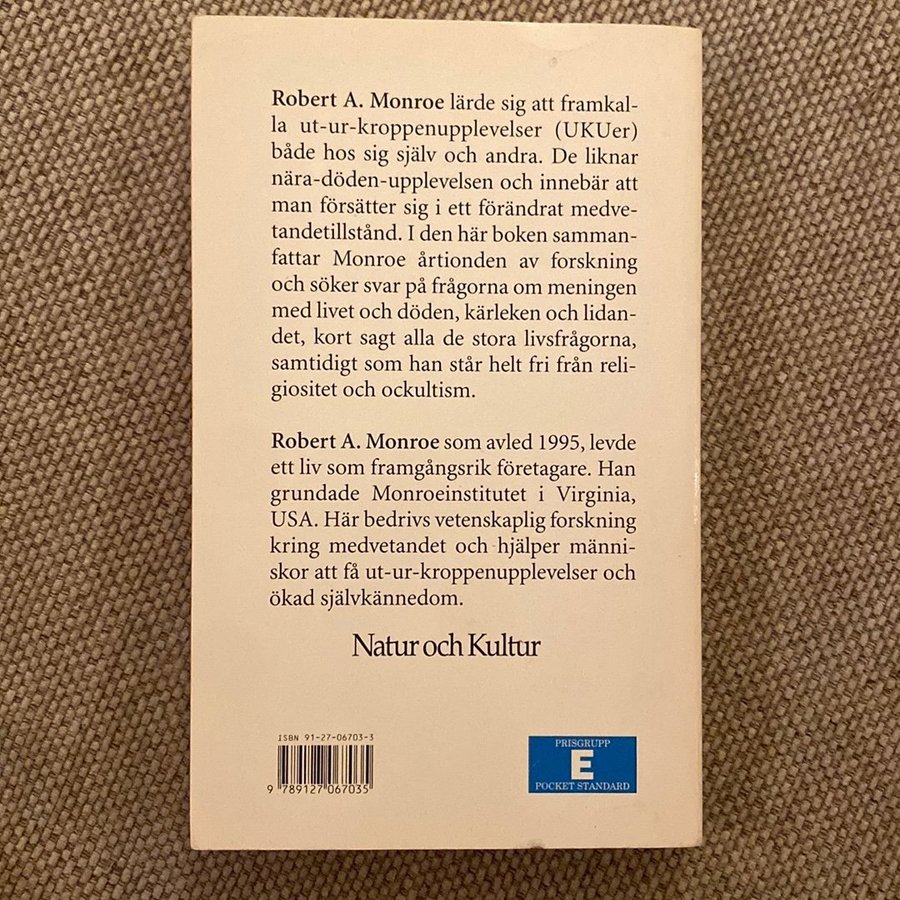 Robert A. Monroe lärde sig att framkal-
la ut-ur-kroppenupplevelser (UKUer)
både hos sig själv och andra. De liknar
nära-döden-upplevelsen och innebär att
man försätter sig i ett förändrat medve-
tandetillstånd. I den här boken samman-
fattar Monroe årtionden av forskning
och söker svar på frågorna om meningen
med livet och döden, kärleken och lidan-
det, kort sagt alla de stora livsfrågorna,
samtidigt som han står helt fri från reli-
giositet och ockultism.
Robert A. Monroe som avled 1995, levde
ett liv som framgångsrik företagare. Han
grundade Monroeinstitutet i Virginia,
USA. Här bedrivs vetenskaplig forskning
kring medvetandet och hjälper männi-
skor att få ut-ur-kroppenupplevelser och
ökad självkännedom.
Natur och Kultur
ISBN 91-27-06703-3
9 789127 067035
PRISGRUPP
E
POCKET STANDARD